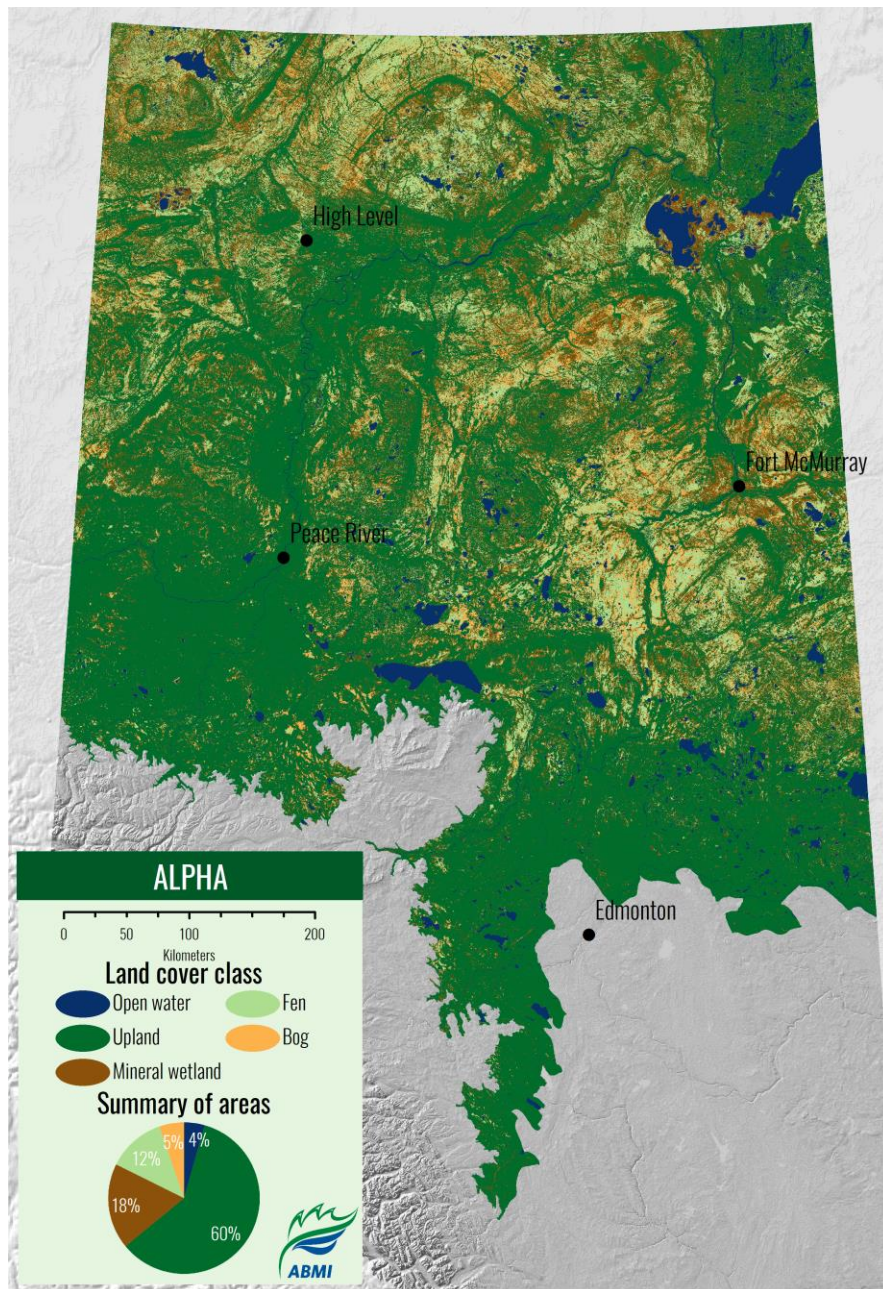 High Level
Fort McMurray
Peace River
Edmonton
ALPHA
0 50 100 200
Kilometers
Land cover class
Open water Fen
Upland Bog
Mineral wetland
Summary of areas
5% 4%
12%
18%
60%
ABMI